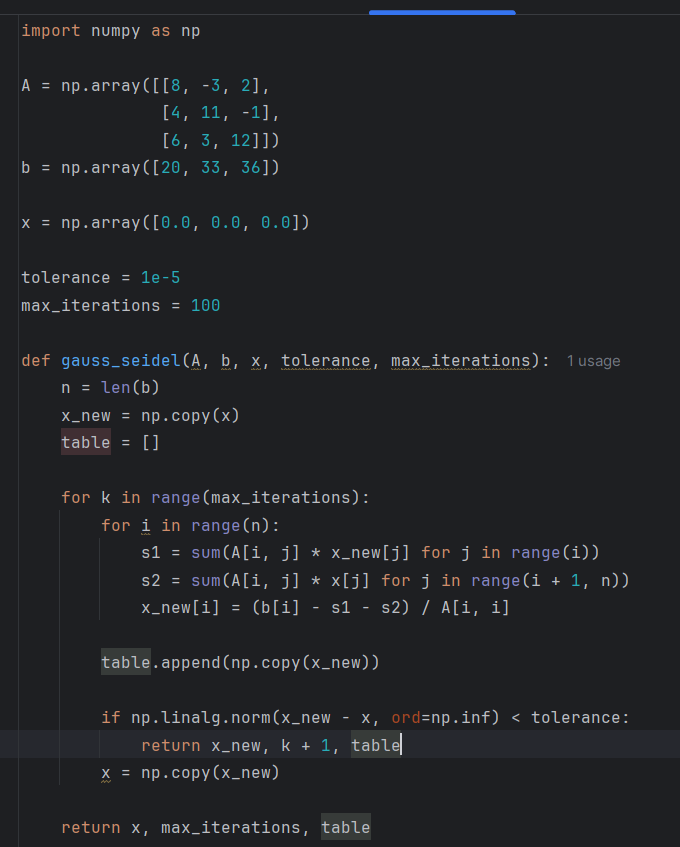 import numpy as np
A = np.array([[8, -3, 2],
              [4, 11, -1],
              [6, 3, 12]])
b = np.array([20, 33, 36])
x = np.array([0.0, 0.0, 0.0])
tolerance = 1e-5
max_iterations = 100
def gauss_seidel(A, b, x, tolerance, max_iterations): 1 usage
    n = len(b)
    x_new = np.copy(x)
    table = []
    for k in range(max_iterations):
        for i in range(n):
            s1 = sum(A[i, j] * x_new[j] for j in range(i))
            s2 = sum(A[i, j] * x[j] for j in range(i + 1, n))
            x_new[i] = (b[i] - s1 - s2) / A[i, i]
        table.append(np.copy(x_new))
        if np.linalg.norm(x_new - x, ord=np.inf) < tolerance:
            return x_new, k + 1, table
        x = np.copy(x_new)
    return x, max_iterations, table